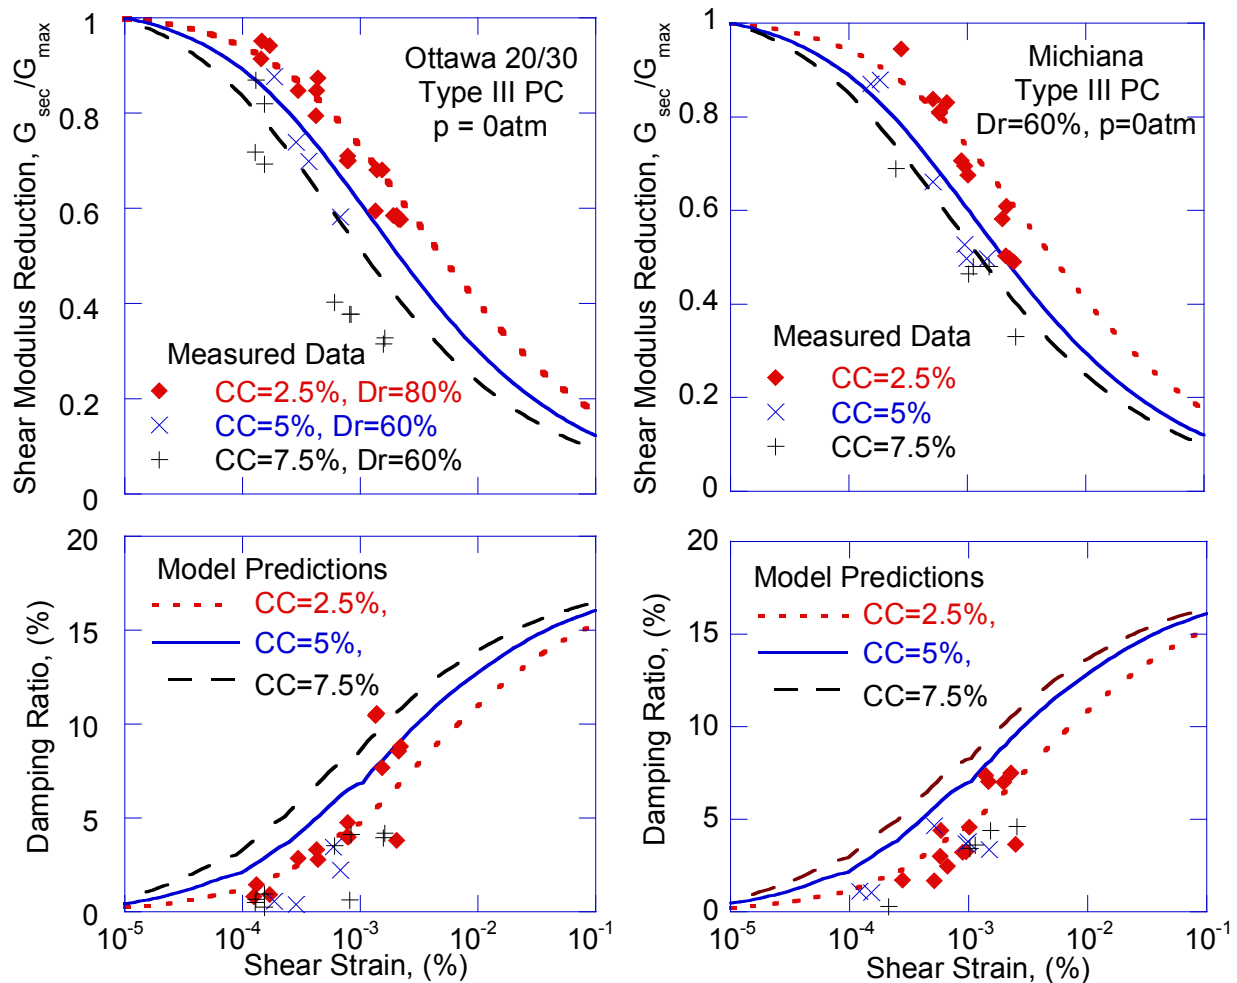 Shear Modulus Reduction, G sec/G max
1
0.8
0.6
0.4
0.2
0
Ottawa 20/30
Type III PC
p = 0atm
Measured Data
CC=2.5%, Dr=80%
CC=5%, Dr=60%
CC=7.5%, Dr=60%
Shear Modulus Reduction, G sec/G max
1
0.8
0.6
0.4
0.2
0
Michiana
Type III PC
Dr=60%, p=0atm
Measured Data
CC=2.5%
CC=5%
CC=7.5%
Damping Ratio, (%)
20
15
10
5
0
Model Predictions
CC=2.5%,
CC=5%,
CC=7.5%
10-5 10-4 10-3 10-2 10-1
Shear Strain, (%)
Damping Ratio, (%)
20
15
10
5
0
Model Predictions
CC=2.5%,
CC=5%,
CC=7.5%
10-5 10-4 10-3 10-2 10-1
Shear Strain, (%)